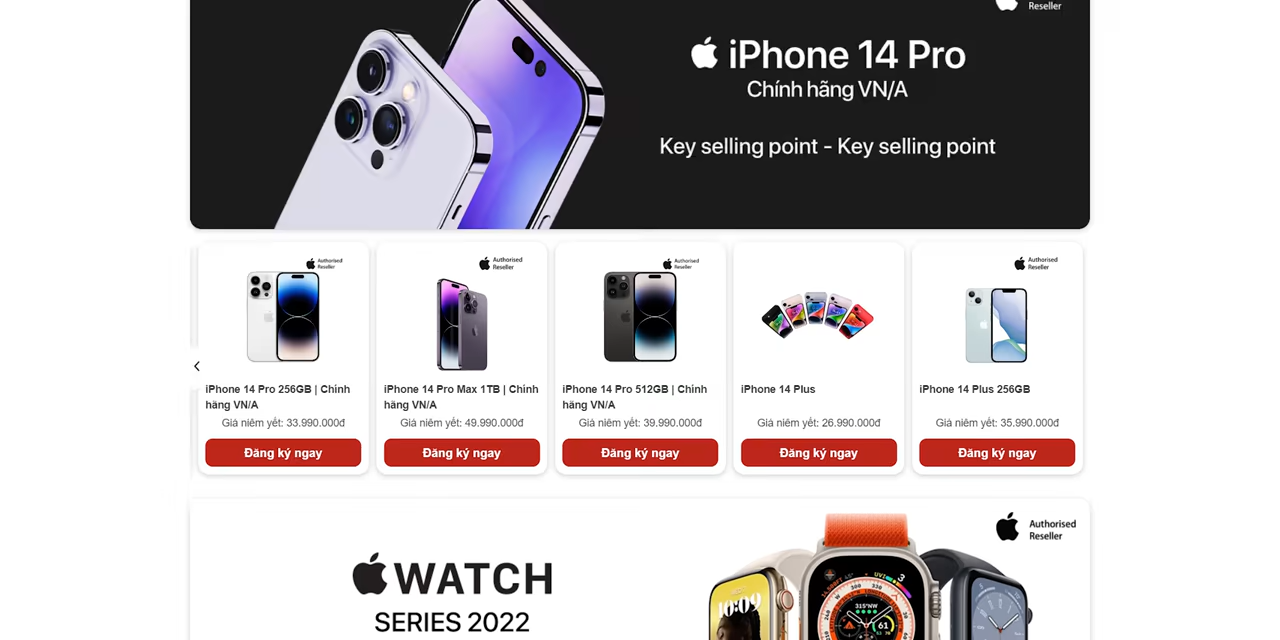 Reseller
iPhone 14 Pro
Chính hãng VN/A
Key selling point - Key selling point
Authorised
Reseller
iPhone 14 Pro 256GB | Chính
hãng VN/A
Giá niêm yết: 33.990.000đ
Đăng ký ngay
Authorised
Reseller
iPhone 14 Pro Max 1TB | Chính
hãng VN/A
Giá niêm yết: 49.990.000đ
Đăng ký ngay
Authorised
Reseller
iPhone 14 Pro 512GB | Chính
hãng VN/A
Giá niêm yết: 39.990.000đ
Đăng ký ngay
iPhone 14 Plus
Giá niêm yết: 26.990.000đ
Đăng ký ngay
Authorised
Reseller
iPhone 14 Plus 256GB
Giá niêm yết: 35.990.000đ
Đăng ký ngay
Authorised
Reseller
WATCH
SERIES 2022
10:09
315°NW
61